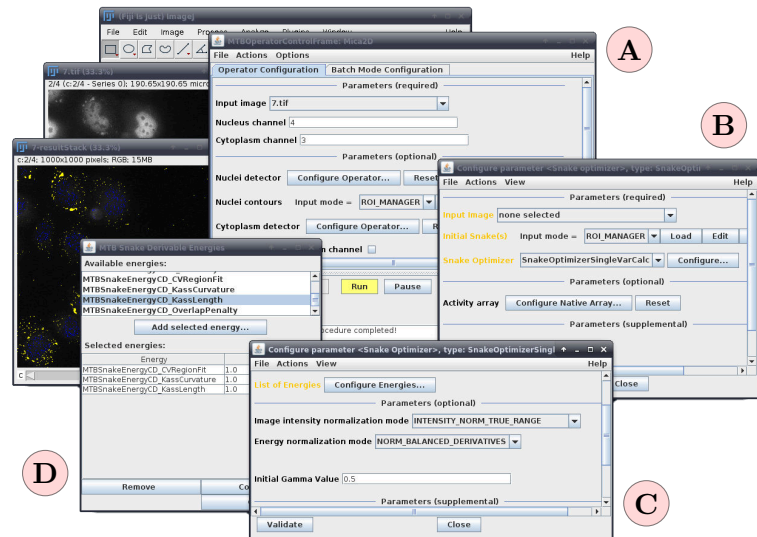 (Fiji Is Just) ImageJ
File Edit Image Process Analyze Plugins Window Help
7.tif (33.3%)
2/4 (c:2/4 - Series 0); 190.65x190.65
7-resultStack (33.3%)
c:2/4; 1000x1000 pixels; RGB; 15MB
c
MTBOperatorControlFrame: Mica2D
File Actions Options Help
Operator Configuration Batch Mode Configuration
Parameters (required)
Input image 7.tif
Nucleus channel 4
Cytoplasm channel 3
Parameters (optional)
Nuclei detector Configure Operator... Reset
Nuclei contours Input mode = ROI_MANAGER
Cytoplasm detector Configure Operator...
channel
Run Pause
completed!
A
B
Configure parameter <Snake optimizer>, type:
File Actions View Help
Parameters (required)
Input Image none selected
Initial Snake(s) Input mode = ROI_MANAGER Load Edit
Snake Optimizer SnakeOptimizerSingleVarCalc Configure...
Parameters (optional)
Activity array Configure Native Array... Reset
Parameters (supplemental)
Close
MTB Snake Derivable Energies
Available energies:
MTBSnakeEnergyCD_CVRegionFit
MTBSnakeEnergyCD_KassCurvature
MTBSnakeEnergyCD_KassLength
MTBSnakeEnergyCD_OverlapPenalty
Add selected energy...
Selected energies:
Energy
MTBSnakeEnergyCD_CVRegionFit 1.0
MTBSnakeEnergyCD_KassCurvature 1.0
MTBSnakeEnergyCD_KassLength 1.0
Remove Co
D
Configure parameter <Snake Optimizer>, type: SnakeOptimizerSingl
File Actions View Help
List of Energies Configure Energies...
Parameters (optional)
Image intensity normalization mode INTENSITY_NORM_TRUE_RANGE
Energy normalization mode NORM_BALANCED_DERIVATIVES
Initial Gamma Value 0.5
Parameters (supplemental)
Validate Close
C